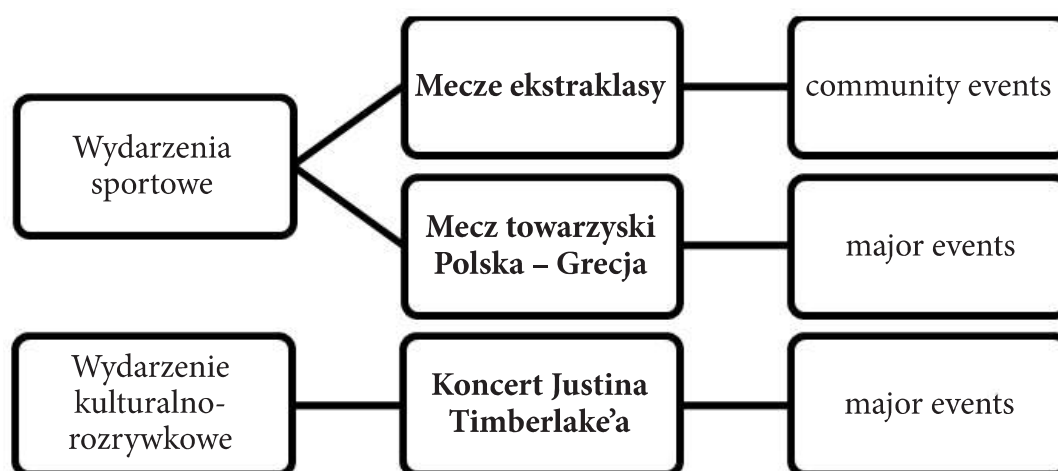 Wydarzenia
sportowe
Mecze ekstraklasy
community events
Mecz towarzyski
Polska – Grecja
major events
Wydarzenie
kulturalno-
rozrywkowe
Koncert Justina
Timberlake’a
major events